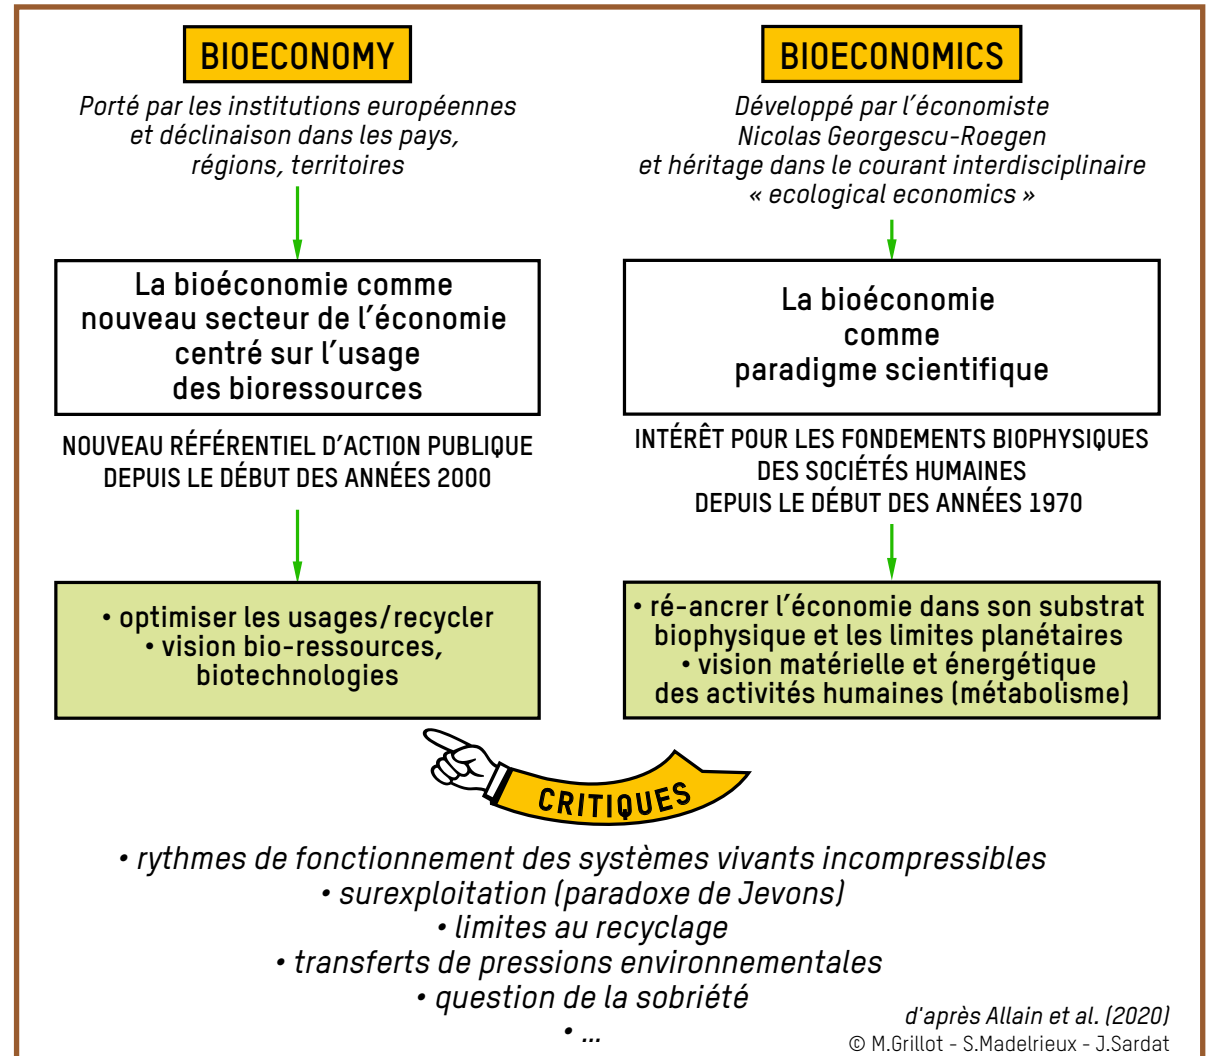 BIOECONOMY
Porté par les institutions européennes
et déclinaison dans les pays,
régions, territoires
La bioéconomie comme
nouveau secteur de l'économie
centré sur l'usage
des bioressources
NOUVEAU RÉFÉRENTIEL D'ACTION PUBLIQUE
DEPUIS LE DÉBUT DES ANNÉES 2000
• optimiser les usages/recycler
• vision bio-ressources,
biotechnologies
BIOECONOMICS
Développé par l'économiste
Nicolas Georgescu-Roegen
et héritage dans le courant interdisciplinaire
« ecological economics »
La bioéconomie
comme
paradigme scientifique
INTÉRÊT POUR LES FONDEMENTS BIOPHYSIQUES
DES SOCIÉTÉS HUMAINES
DEPUIS LE DÉBUT DES ANNÉES 1970
• ré-ancrer l'économie dans son substrat
biophysique et les limites planétaires
• vision matérielle et énergétique
des activités humaines (métabolisme)
CRITIQUES
• rythmes de fonctionnement des systèmes vivants incompressibles
• surexploitation (paradoxe de Jevons)
• limites au recyclage
• transferts de pressions environnementales
• question de la sobriété
• ...
d'après Allain et al. (2020)
© M.Grillot - S.Madelrieux - J.Sardat